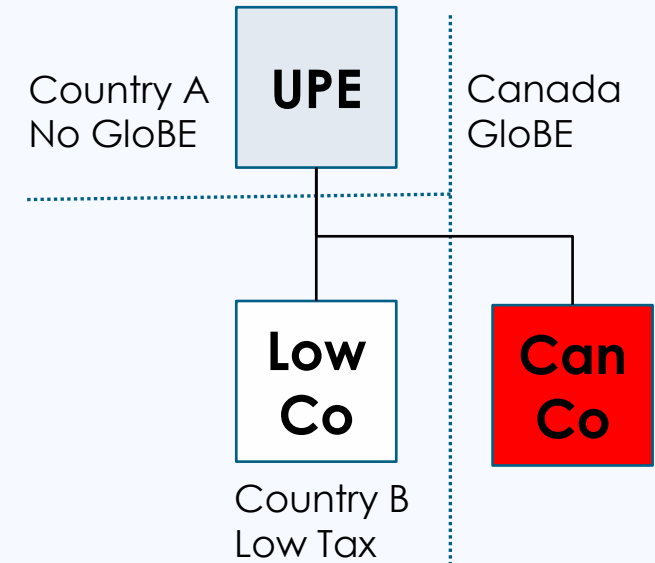 Country A
No GloBE
UPE
Canada
GloBE
Low
Co
Can
Co
Country B
Low Tax